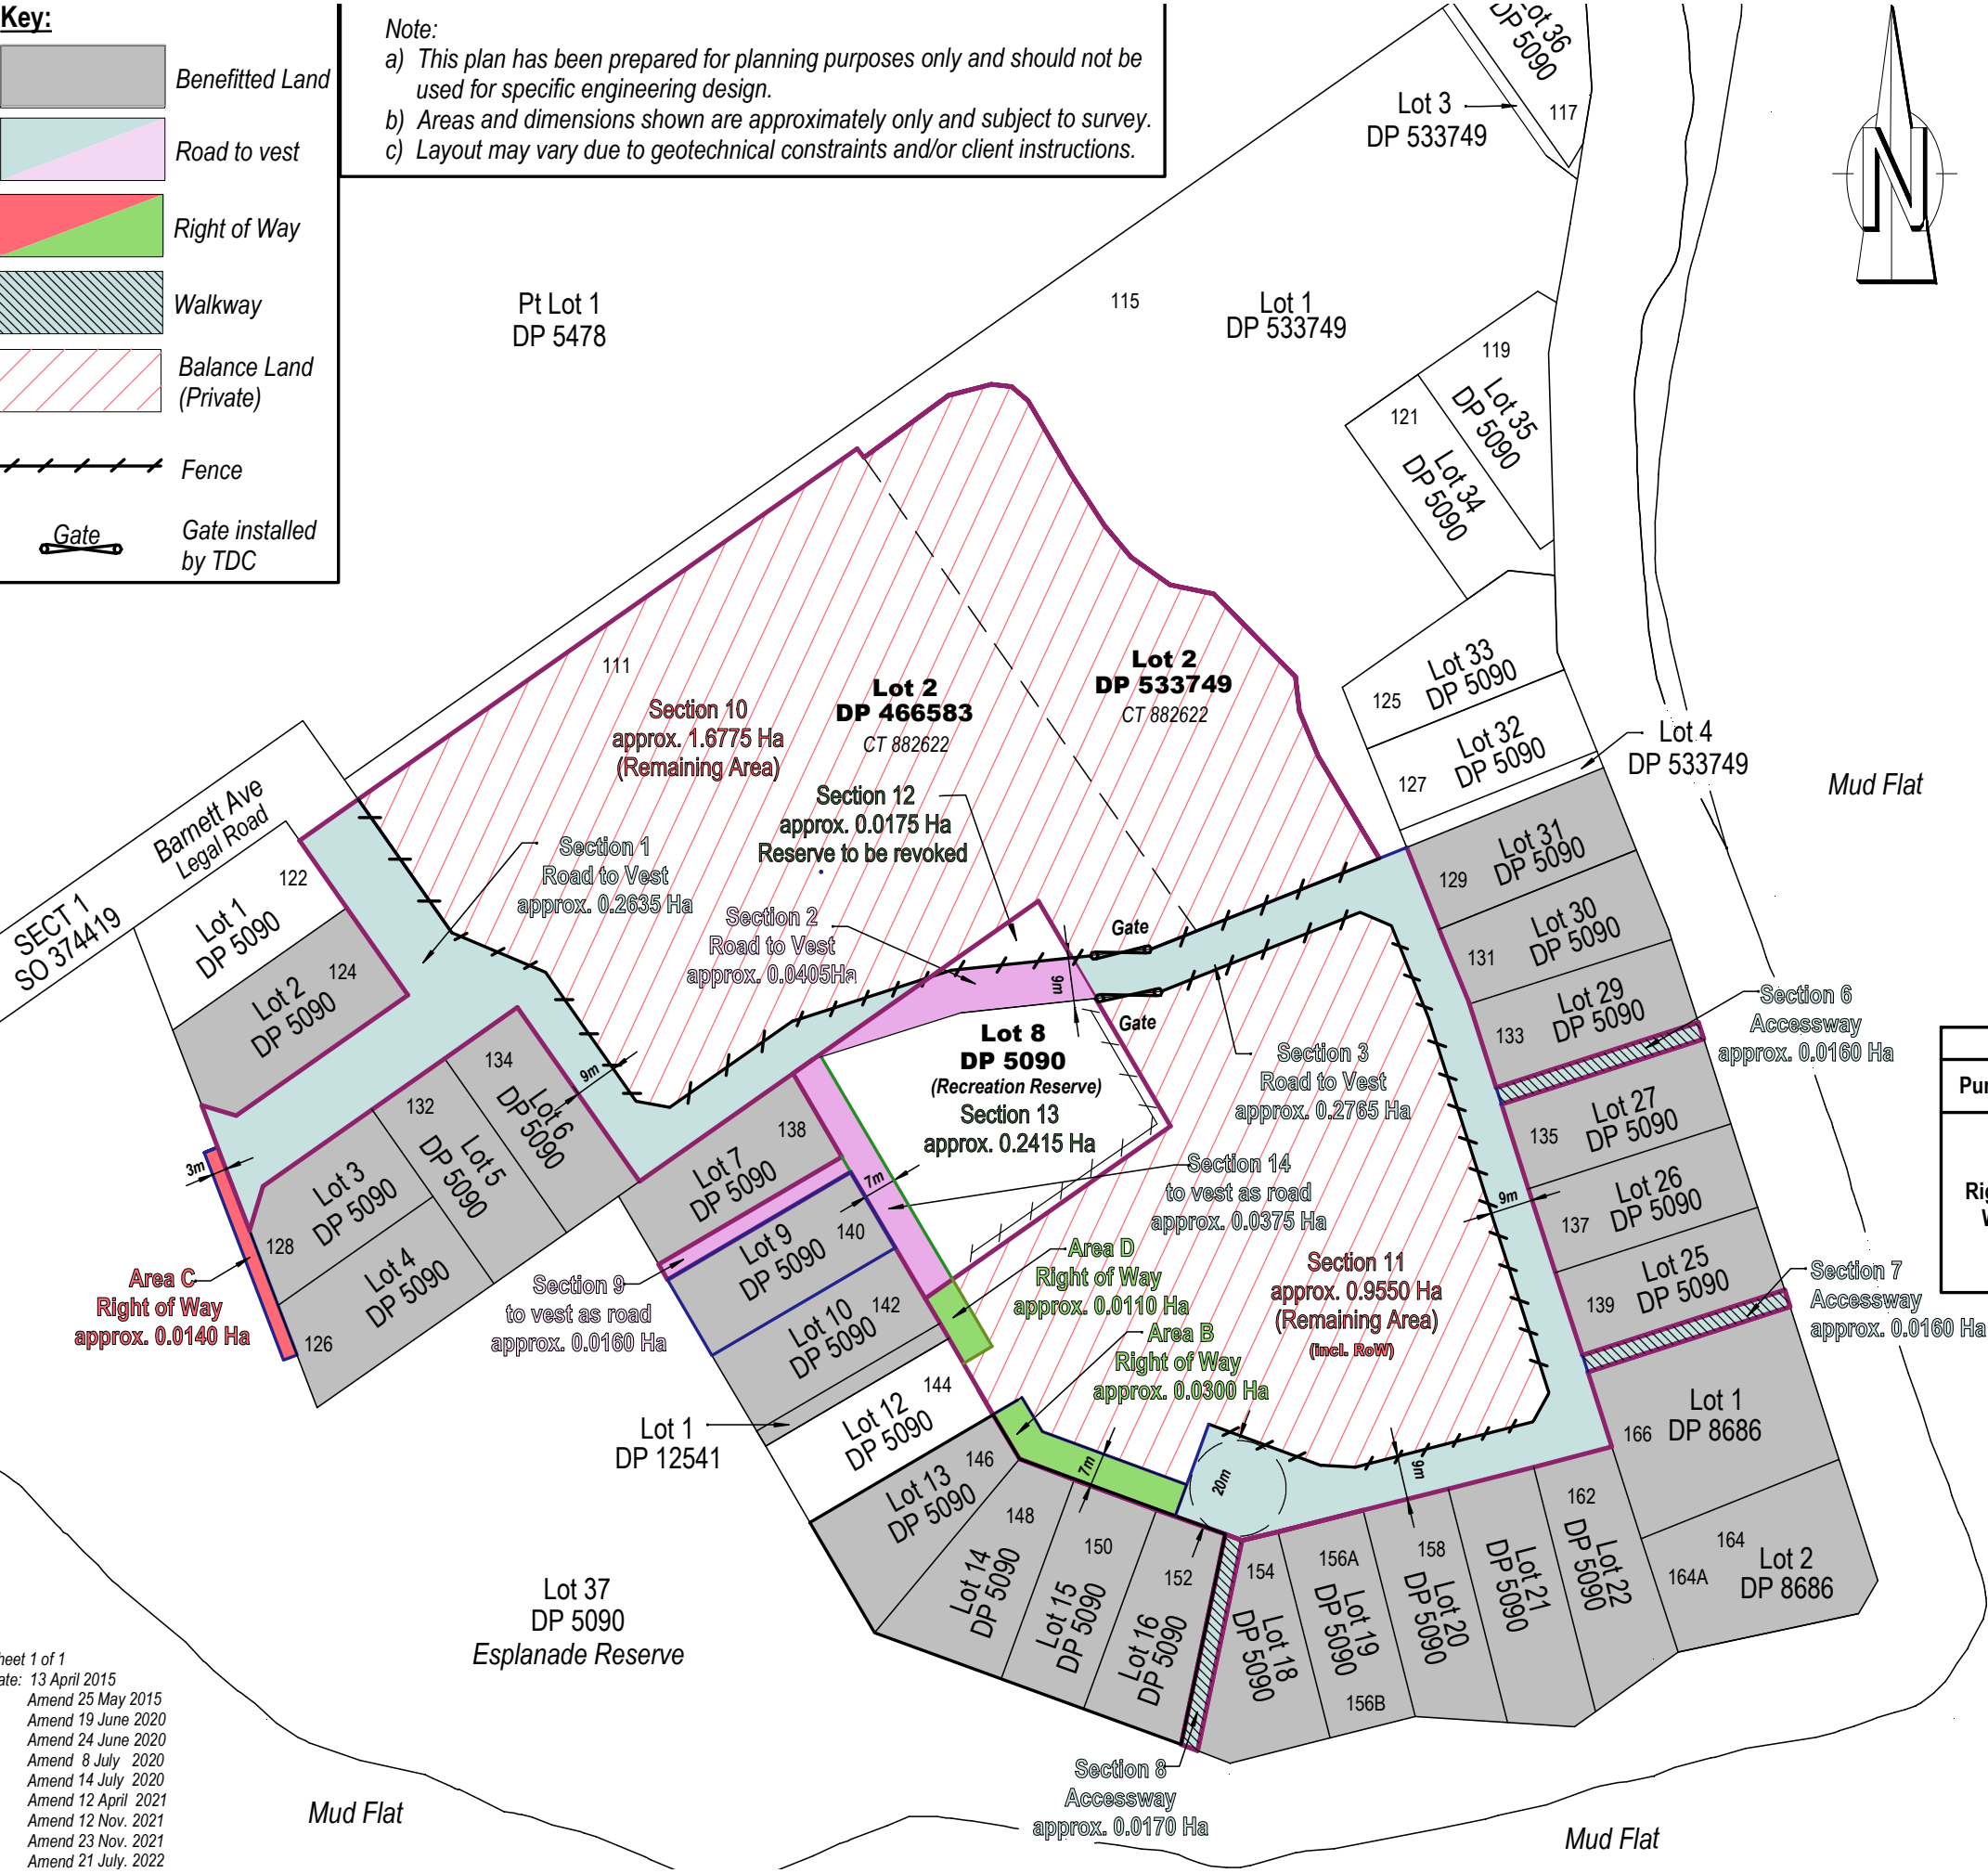 Key:
Benefitted Land
Road to vest
Right of Way
Walkway
Balance Land
(Private)
Fence
Gate
Gate installed
by TDC
Note:
a) This plan has been prepared for planning purposes only and should not be
used for specific engineering design.
b) Areas and dimensions shown are approximately only and subject to survey.
c) Layout may vary due to geotechnical constraints and/or client instructions.
N
Lot 36
DP 5090
117
Lot 3
DP 533749
Pt Lot 1
DP 5478
115
Lot 1
DP 533749
119
Lot 35
DP 5090
121
Lot 34
DP 5090
125
Lot 33
DP 5090
127
Lot 32
DP 5090
Lot 4
DP 533749
Mud Flat
111
Section 10
approx. 1.6775 Ha
(Remaining Area)
Lot 2
DP 466583
CT 882622
Lot 2
DP 533749
CT 882622
Section 12
approx. 0.0175 Ha
Reserve to be revoked
Section 1
Road to Vest
approx. 0.2635 Ha
Section 2
Road to Vest
approx. 0.0405Ha
Barnett Ave
Legal Road
SECT 1
SO 374419
122
Lot 1
DP 5090
124
Lot 2
DP 5090
Gate
Gate
9m
129
Lot 31
DP 5090
131
Lot 30
DP 5090
133
Lot 29
DP 5090
Section 6
Accessway
approx. 0.0160 Ha
Lot 8
DP 5090
(Recreation Reserve)
Section 13
approx. 0.2415 Ha
Section 3
Road to Vest
approx. 0.2765 Ha
134
Lot 6
DP 5090
9m
132
Lot 5
DP 5090
Lot 3
DP 5090
128
Lot 4
DP 5090
126
3m
Area C
Right of Way
approx. 0.0140 Ha
138
Lot 7
DP 5090
7m
Section 14
to vest as road
approx. 0.0375 Ha
Lot 9
DP 5090
140
Section 9
to vest as road
approx. 0.0160 Ha
Lot 10
DP 5090
142
Area D
Right of Way
approx. 0.0110 Ha
Area B
Right of Way
approx. 0.0300 Ha
Section 11
approx. 0.9550 Ha
(Remaining Area)
(incl. RoW)
9m
135
Lot 27
DP 5090
137
Lot 26
DP 5090
139
Lot 25
DP 5090
Section 7
Accessway
approx. 0.0160 Ha
Lot 1
DP 12541
144
Lot 12
DP 5090
146
Lot 13
DP 5090
7m
20m
9m
166
Lot 1
DP 8686
164
164A
Lot 2
DP 8686
148
Lot 14
DP 5090
150
Lot 15
DP 5090
152
Lot 16
DP 5090
154
Lot 18
DP 5090
156A
Lot 19
DP 5090
156B
158
Lot 20
DP 5090
Lot 21
DP 5090
162
Lot 22
DP 5090
Lot 37
DP 5090
Esplanade Reserve
Section 8
Accessway
approx. 0.0170 Ha
Mud Flat
Mud Flat
heet 1 of 1
ate: 13 April 2015
Amend 25 May 2015
Amend 19 June 2020
Amend 24 June 2020
Amend 8 July 2020
Amend 14 July 2020
Amend 12 April 2021
Amend 12 Nov. 2021
Amend 23 Nov. 2021
Amend 21 July. 2022